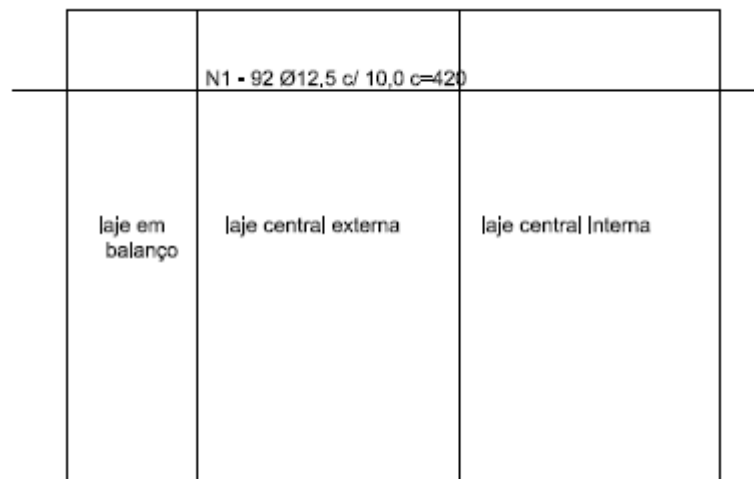 N1 - 92 Ø12,5 c/ 10,0 c=420
laje em
balanço
laje central externa
laje central Interna